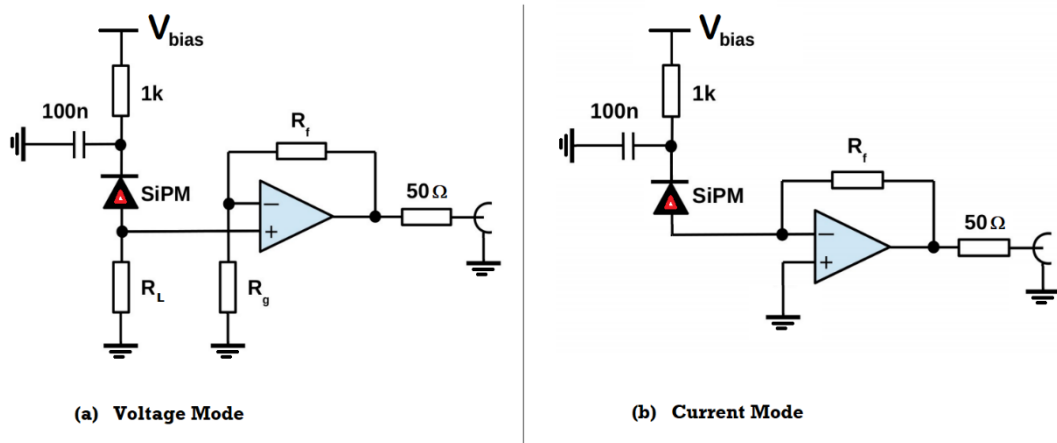 Vbias
1k
100n
Rf
SiPM
50Ω
−
+
RL
Rg
(a) Voltage Mode
Vbias
1k
100n
Rf
SiPM
50Ω
−
+
(b) Current Mode